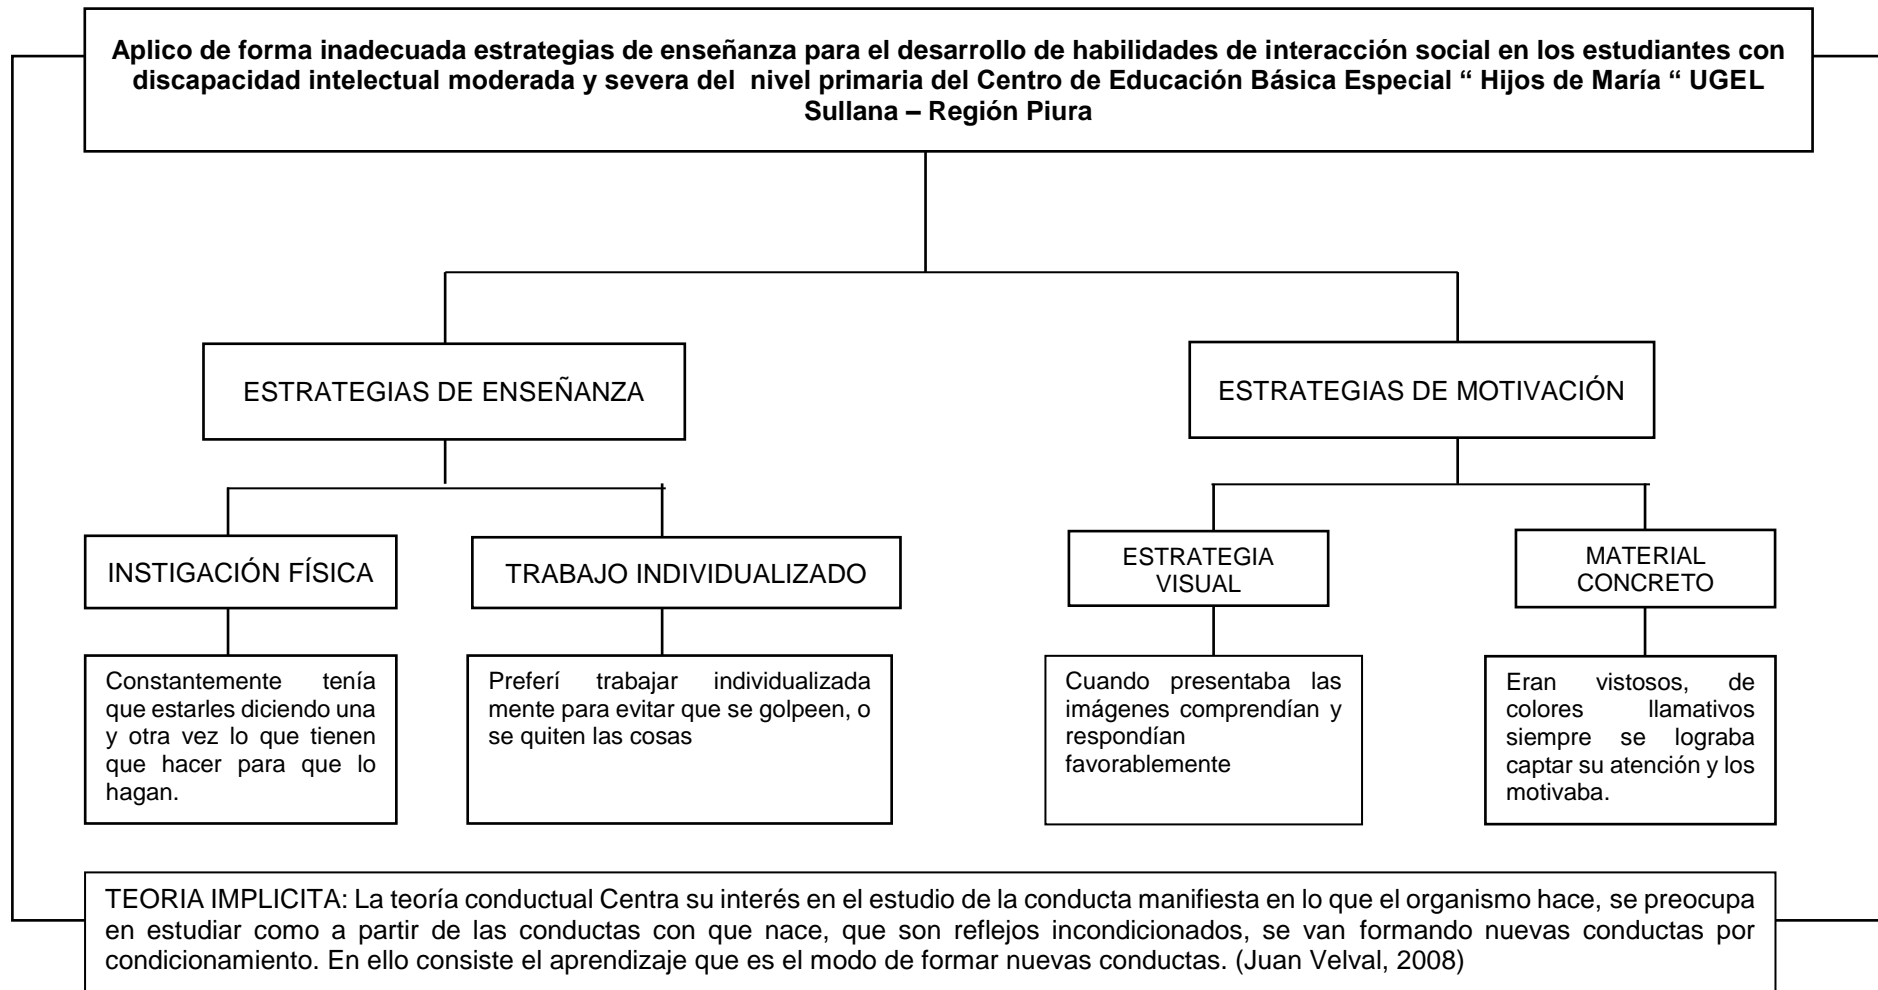 Aplico de forma inadecuada estrategias de enseñanza para el desarrollo de habilidades de interacción social en los estudiantes con
discapacidad intelectual moderada y severa del nivel primaria del Centro de Educación Básica Especial “ Hijos de María “ UGEL
Sullana – Región Piura
ESTRATEGIAS DE ENSEÑANZA
ESTRATEGIAS DE MOTIVACIÓN
INSTIGACIÓN FÍSICA
TRABAJO INDIVIDUALIZADO
ESTRATEGIA
VISUAL
MATERIAL
CONCRETO
Constantemente tenía
que estarles diciendo una
y otra vez lo que tienen
que hacer para que lo
hagan.
Preferí trabajar individualizada
mente para evitar que se golpeen, o
se quiten las cosas
Cuando presentaba las
imágenes comprendían y
respondían
favorablemente
Eran vistosos, de
colores llamativos
siempre se lograba
captar su atención y los
motivaba.
TEORIA IMPLICITA: La teoría conductual Centra su interés en el estudio de la conducta manifiesta en lo que el organismo hace, se preocupa
en estudiar como a partir de las conductas con que nace, que son reflejos incondicionados, se van formando nuevas conductas por
condicionamiento. En ello consiste el aprendizaje que es el modo de formar nuevas conductas. (Juan Velval, 2008)